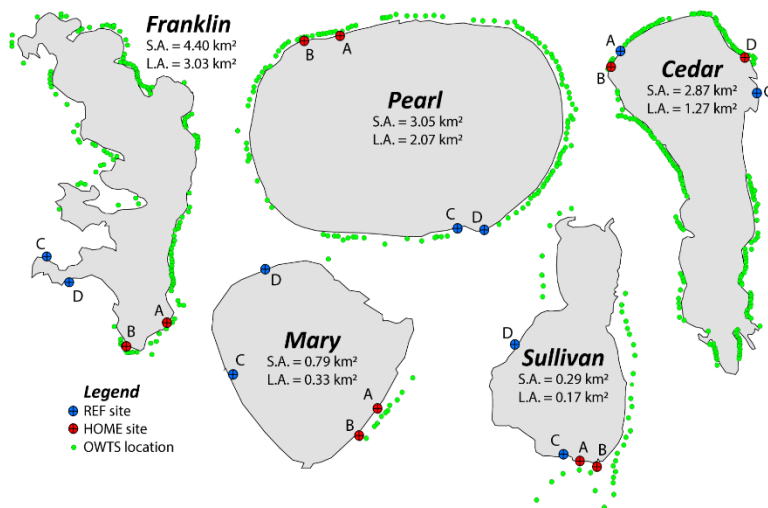 Franklin
S.A. = 4.40 km²
L.A. = 3.03 km²
C
D
A
B
B
A
Pearl
S.A. = 3.05 km²
L.A. = 2.07 km²
C
D
A
B
D
Cedar
S.A. = 2.87 km²
L.A. = 1.27 km²
C
D
Mary
S.A. = 0.79 km²
L.A. = 0.33 km²
C
A
B
D
Sullivan
S.A. = 0.29 km²
L.A. = 0.17 km²
C
A
B
Legend
REF site
HOME site
OWTS location